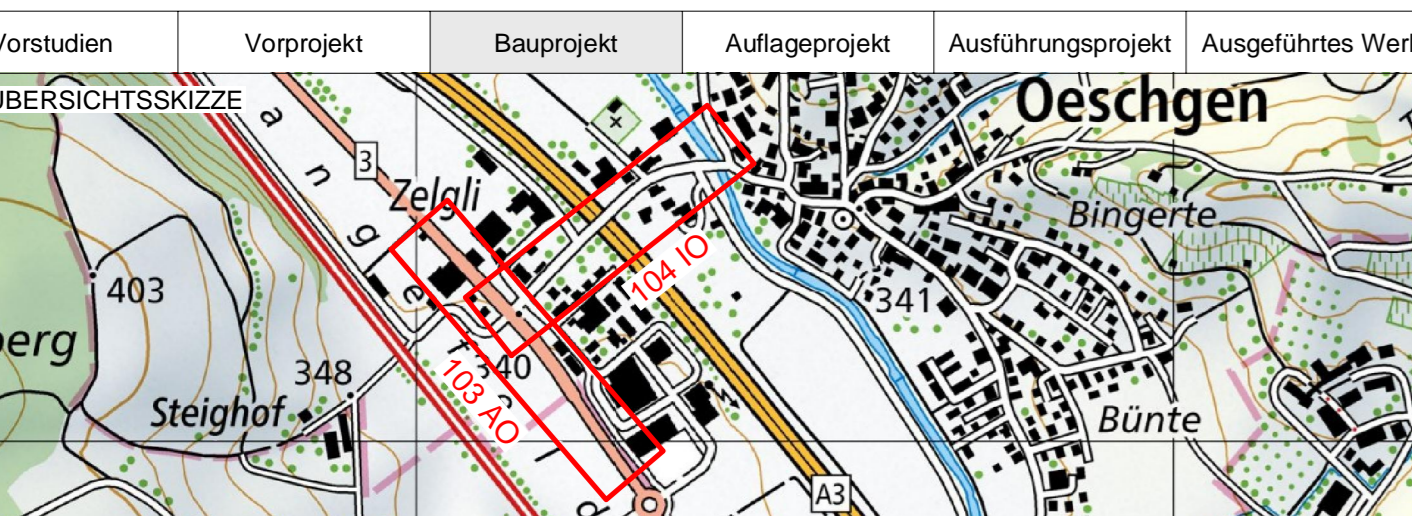 Vorstudien
Vorprojekt
Bauprojekt
Auflageprojekt
Ausführungsprojekt
Ausgeführtes Werk
ÜBERSICHTSSKIZZE
Oeschgen
3
Zelgli
Bingerte
403
104 IO
341
berg
348
340
103 AO
Steighof
Bünte
A3